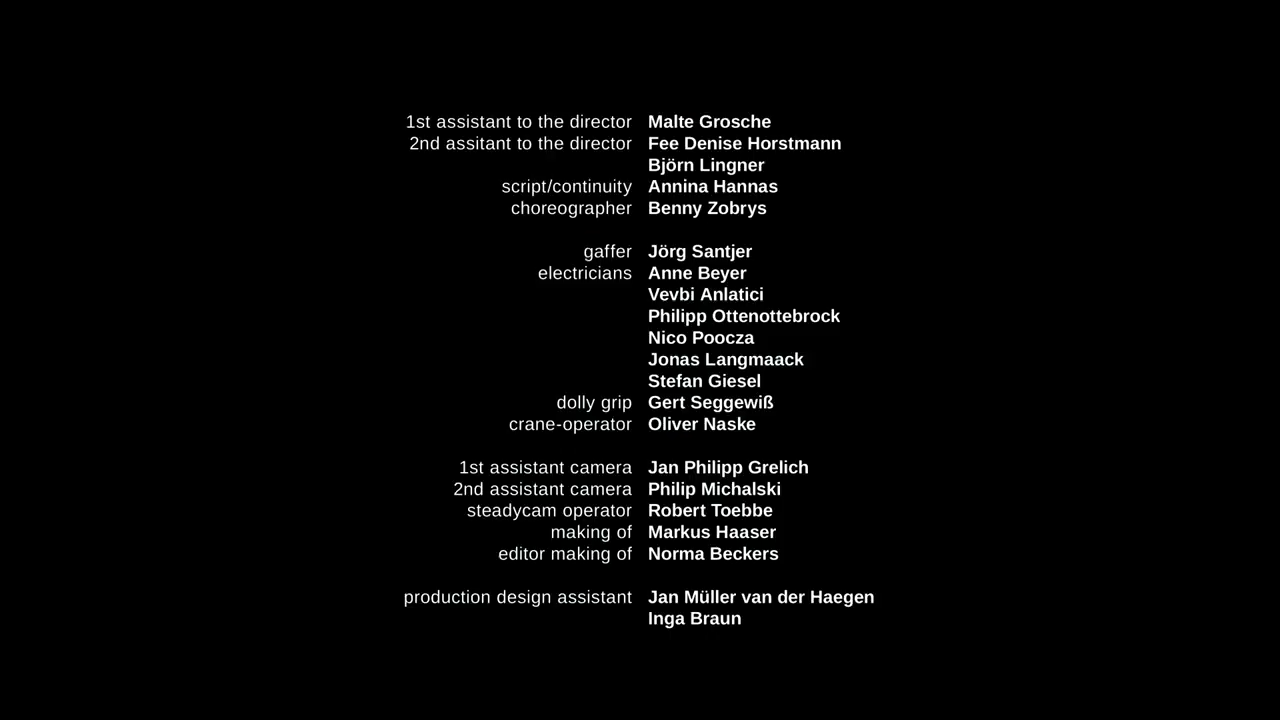 1st assistant to the director Malte Grosche
2nd assitant to the director Fee Denise Horstmann
Björn Lingner
script/continuity Annina Hannas
choreographer Benny Zobrys
gaffer Jörg Santjer
electricians Anne Beyer
Vevbi Anlatici
Philipp Ottenottebrock
Nico Poocza
Jonas Langmaack
Stefan Giesel
dolly grip Gert Seggewiß
crane-operator Oliver Naske
1st assistant camera Jan Philipp Grelich
2nd assistant camera Philip Michalski
steadycam operator Robert Toebbe
making of Markus Haaser
editor making of Norma Beckers
production design assistant Jan Müller van der Haegen
Inga Braun